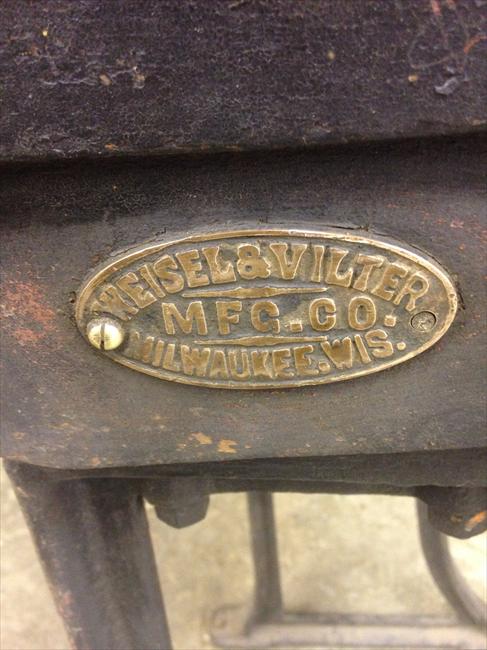 WEISEL & VILTER
MFG. CO.
MILWAUKEE. WIS.